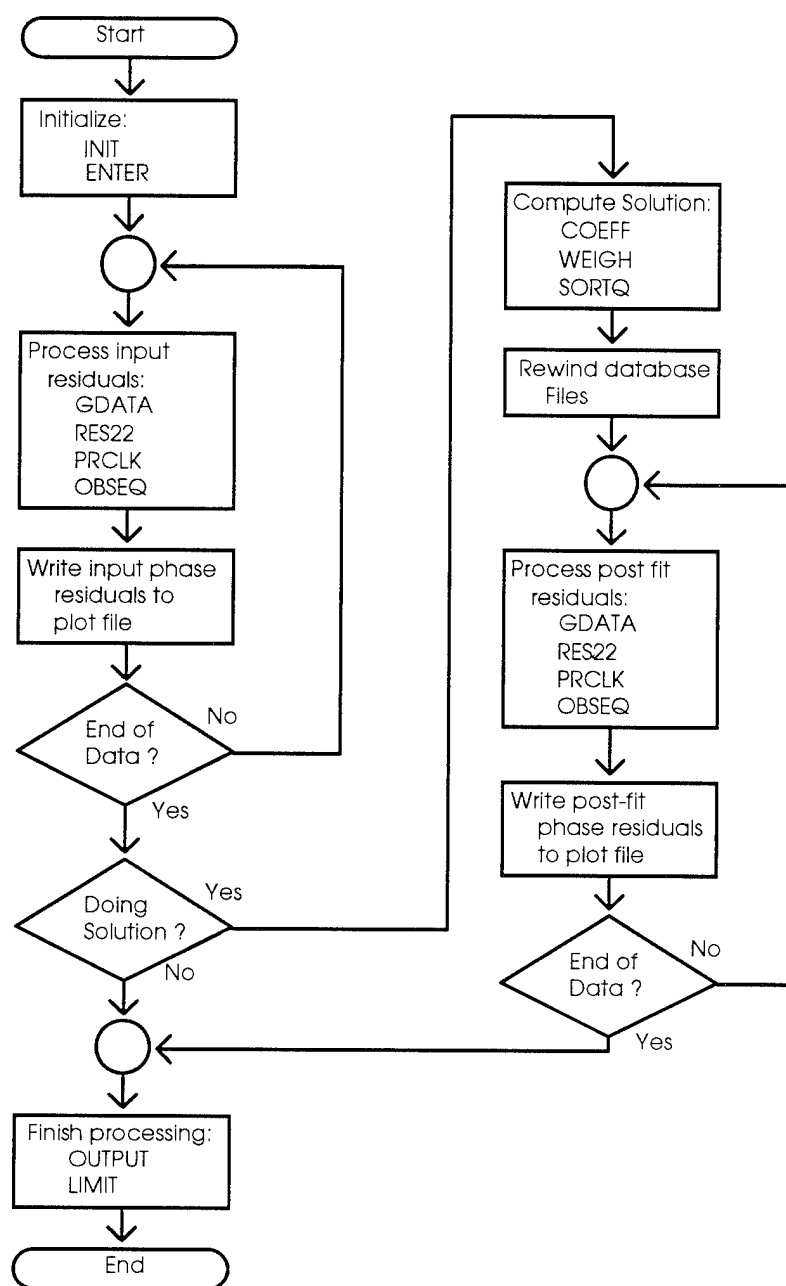 Start
Initialize:
INIT
ENTER
Process input
residuals:
GDATA
RES22
PRCLK
OBSEQ
Write input phase
residuals to
plot file
End of
Data ?
No
Yes
Doing
Solution ?
Yes
No
Finish processing:
OUTPUT
LIMIT
End
Compute Solution:
COEFF
WEIGH
SORTQ
Rewind database
Files
Process post fit
residuals:
GDATA
RES22
PRCLK
OBSEQ
Write post-fit
phase residuals
to plot file
End of
Data ?
No
Yes